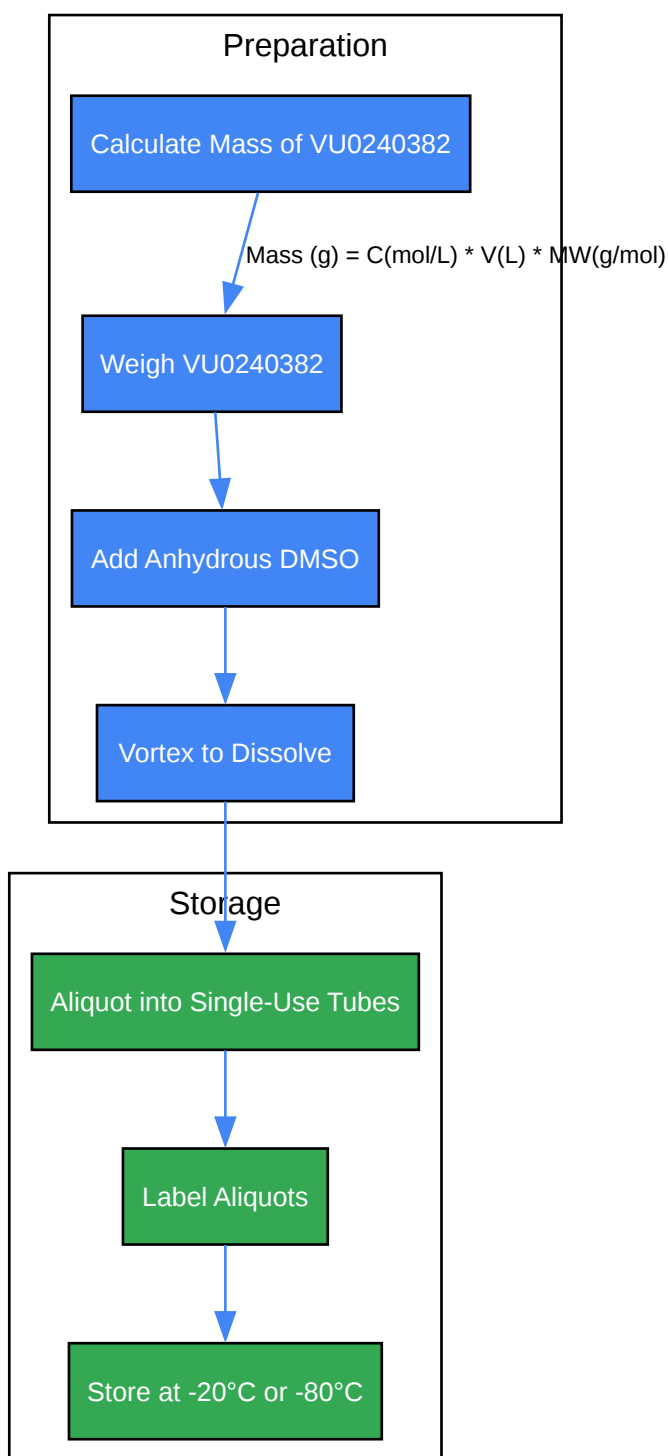 Preparation
Calculate Mass of VU0240382
Mass (g) = C(mol/L) * V(L) * MW(g/mol)
Weigh VU0240382
Add Anhydrous DMSO
Vortex to Dissolve
Storage
Aliquot into Single-Use Tubes
Label Aliquots
Store at -20°C or -80°C